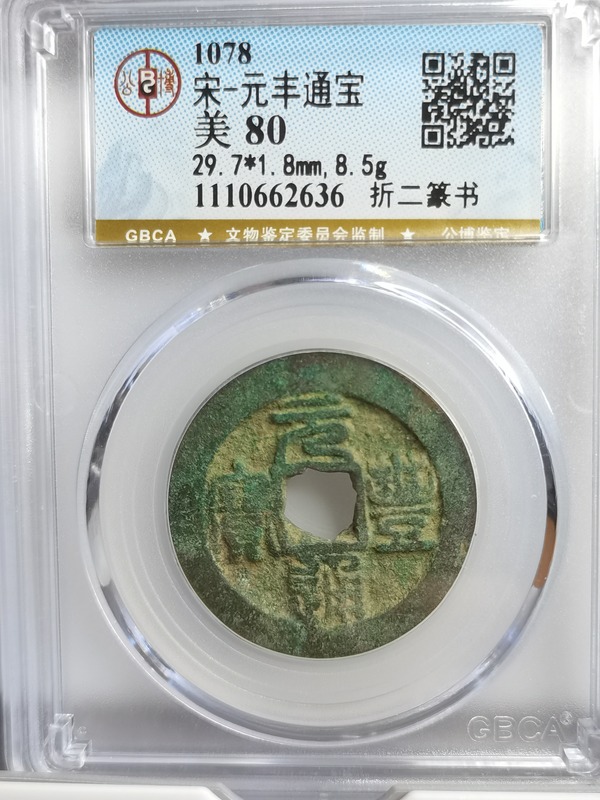 1078
宋-元丰通宝
美 80
29.7*1.8mm, 8.5g
1110662636 折二篆书
GBCA ★ 文物鉴定委员会监制 ★ 公博鉴定
公博
元豐通寶
GBCA®